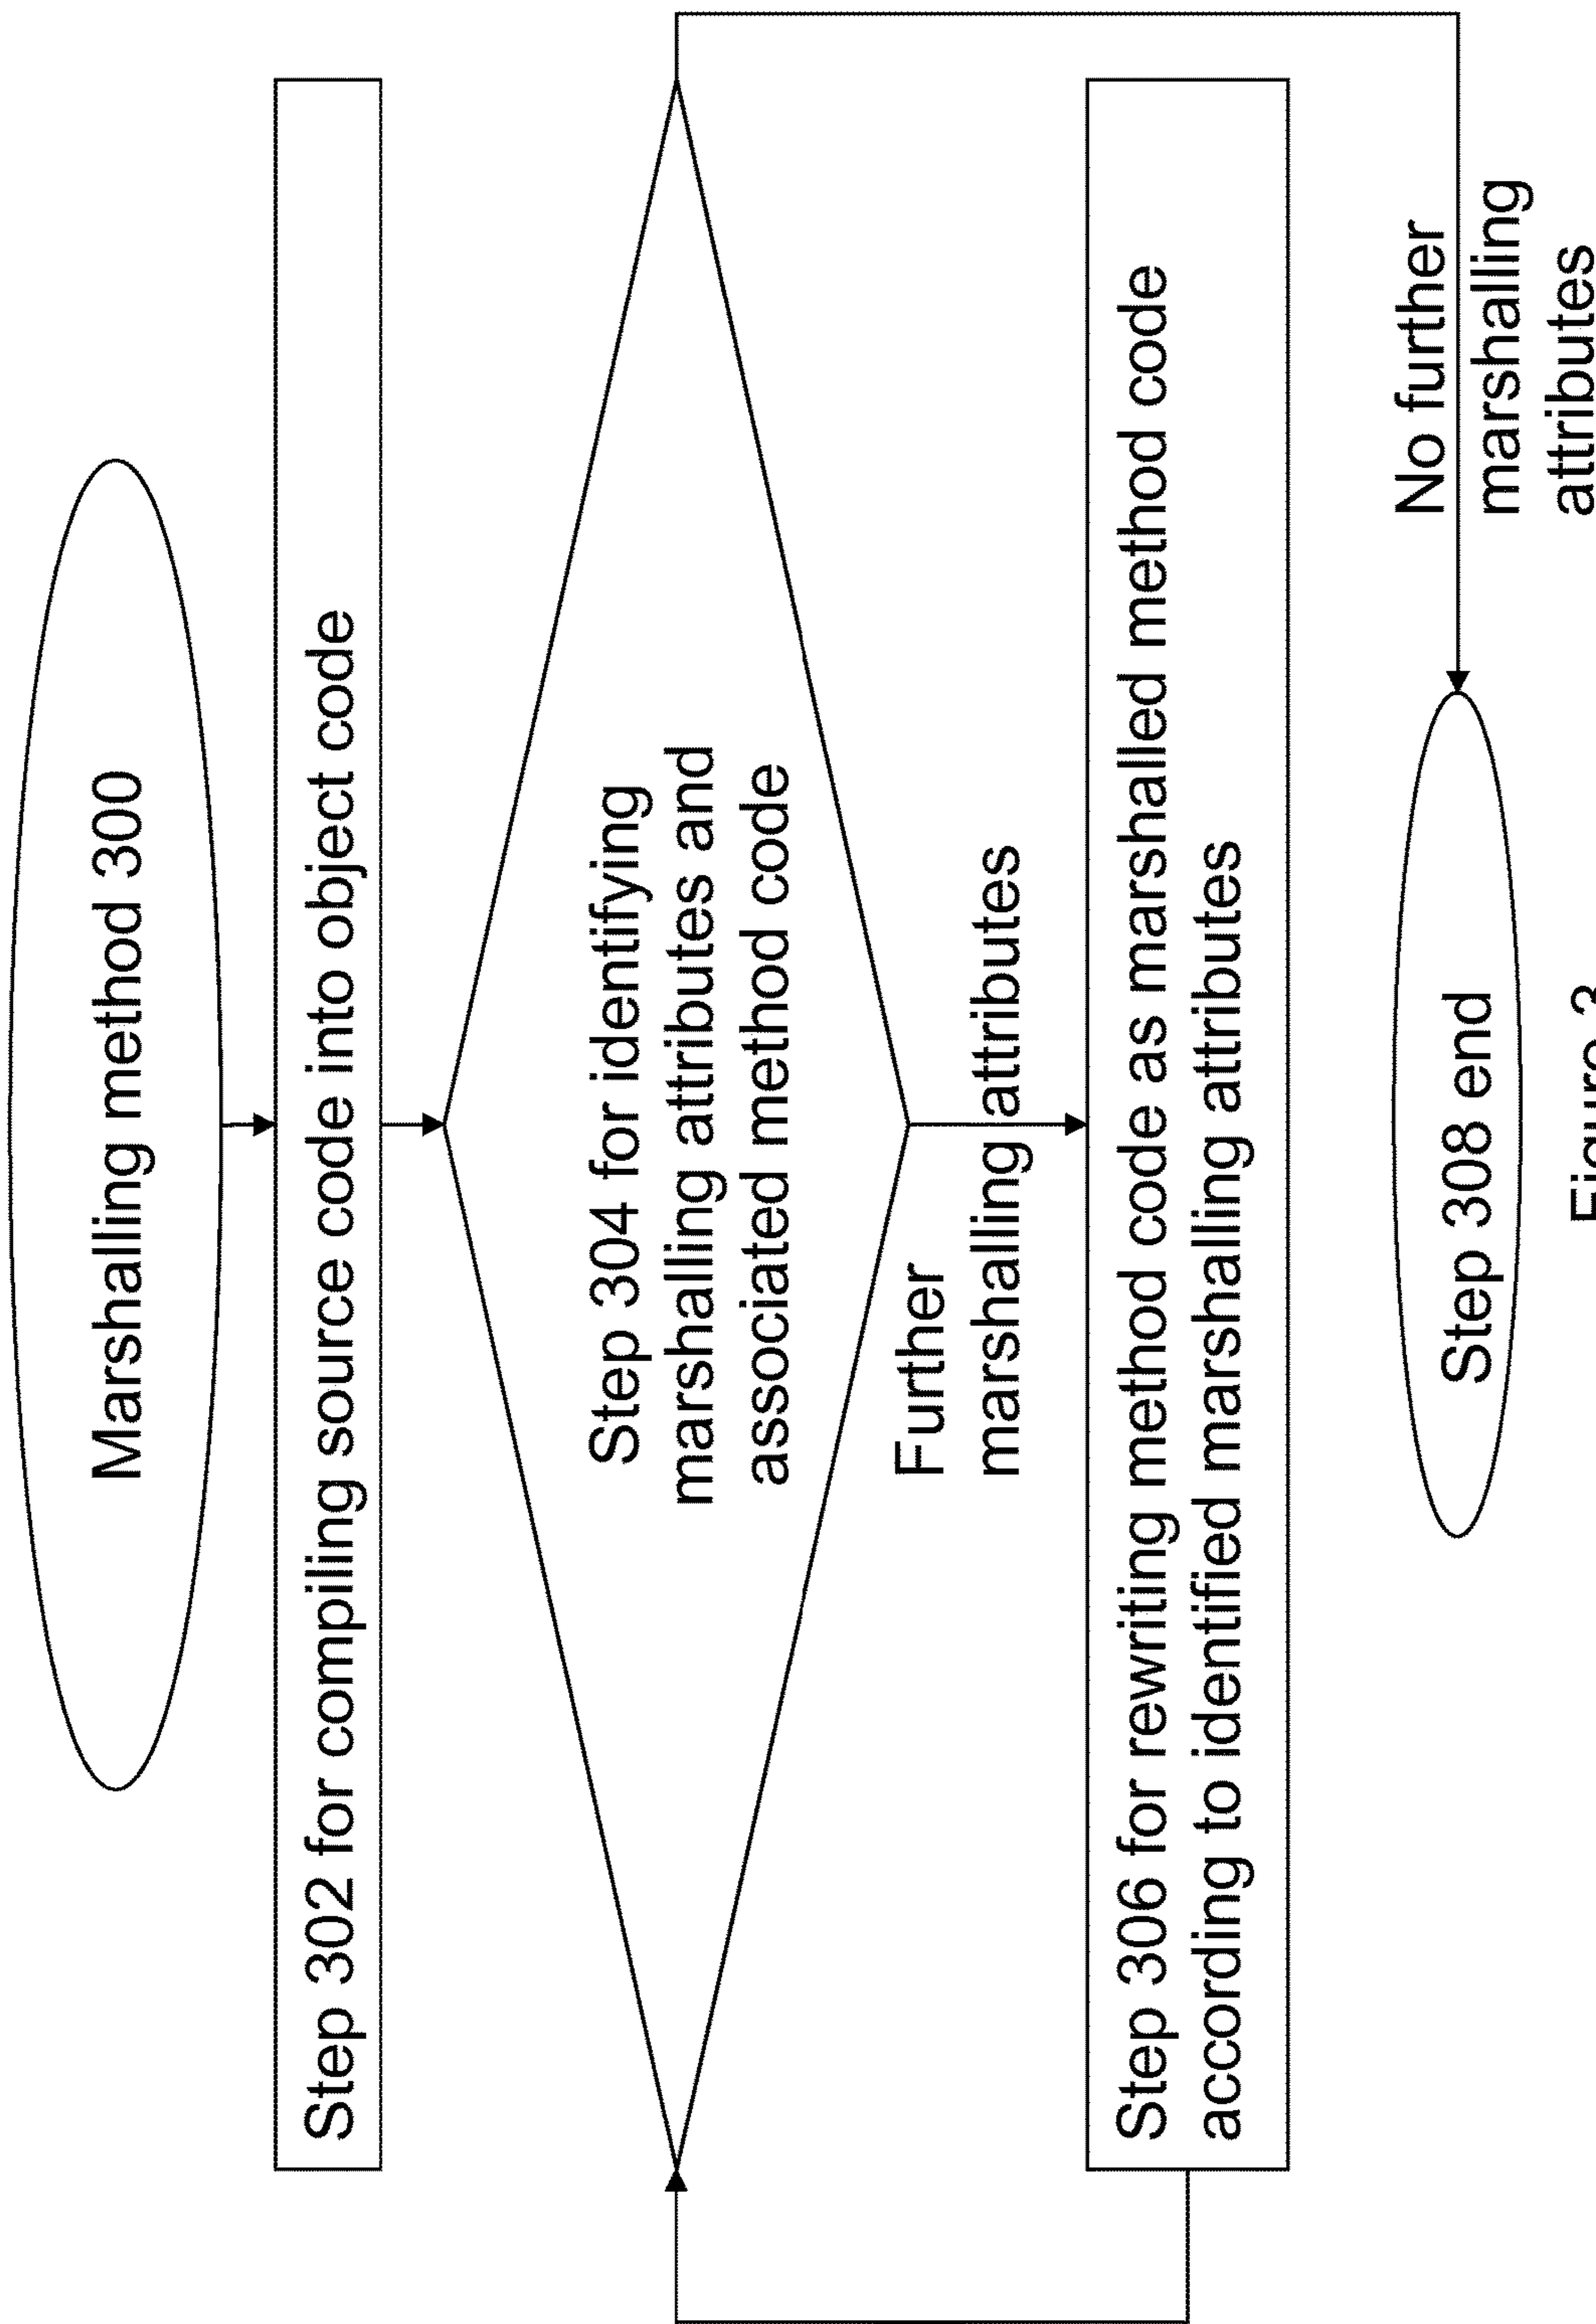 Marshalling method 300
Step 302 for compiling source code into object code
Step 304 for identifying
marshalling attributes and
associated method code
Further
marshalling attributes
Step 306 for rewriting method code as marshalled method code
according to identified marshalling attributes
No further
marshalling
attributes
Step 308 end
Figure 3